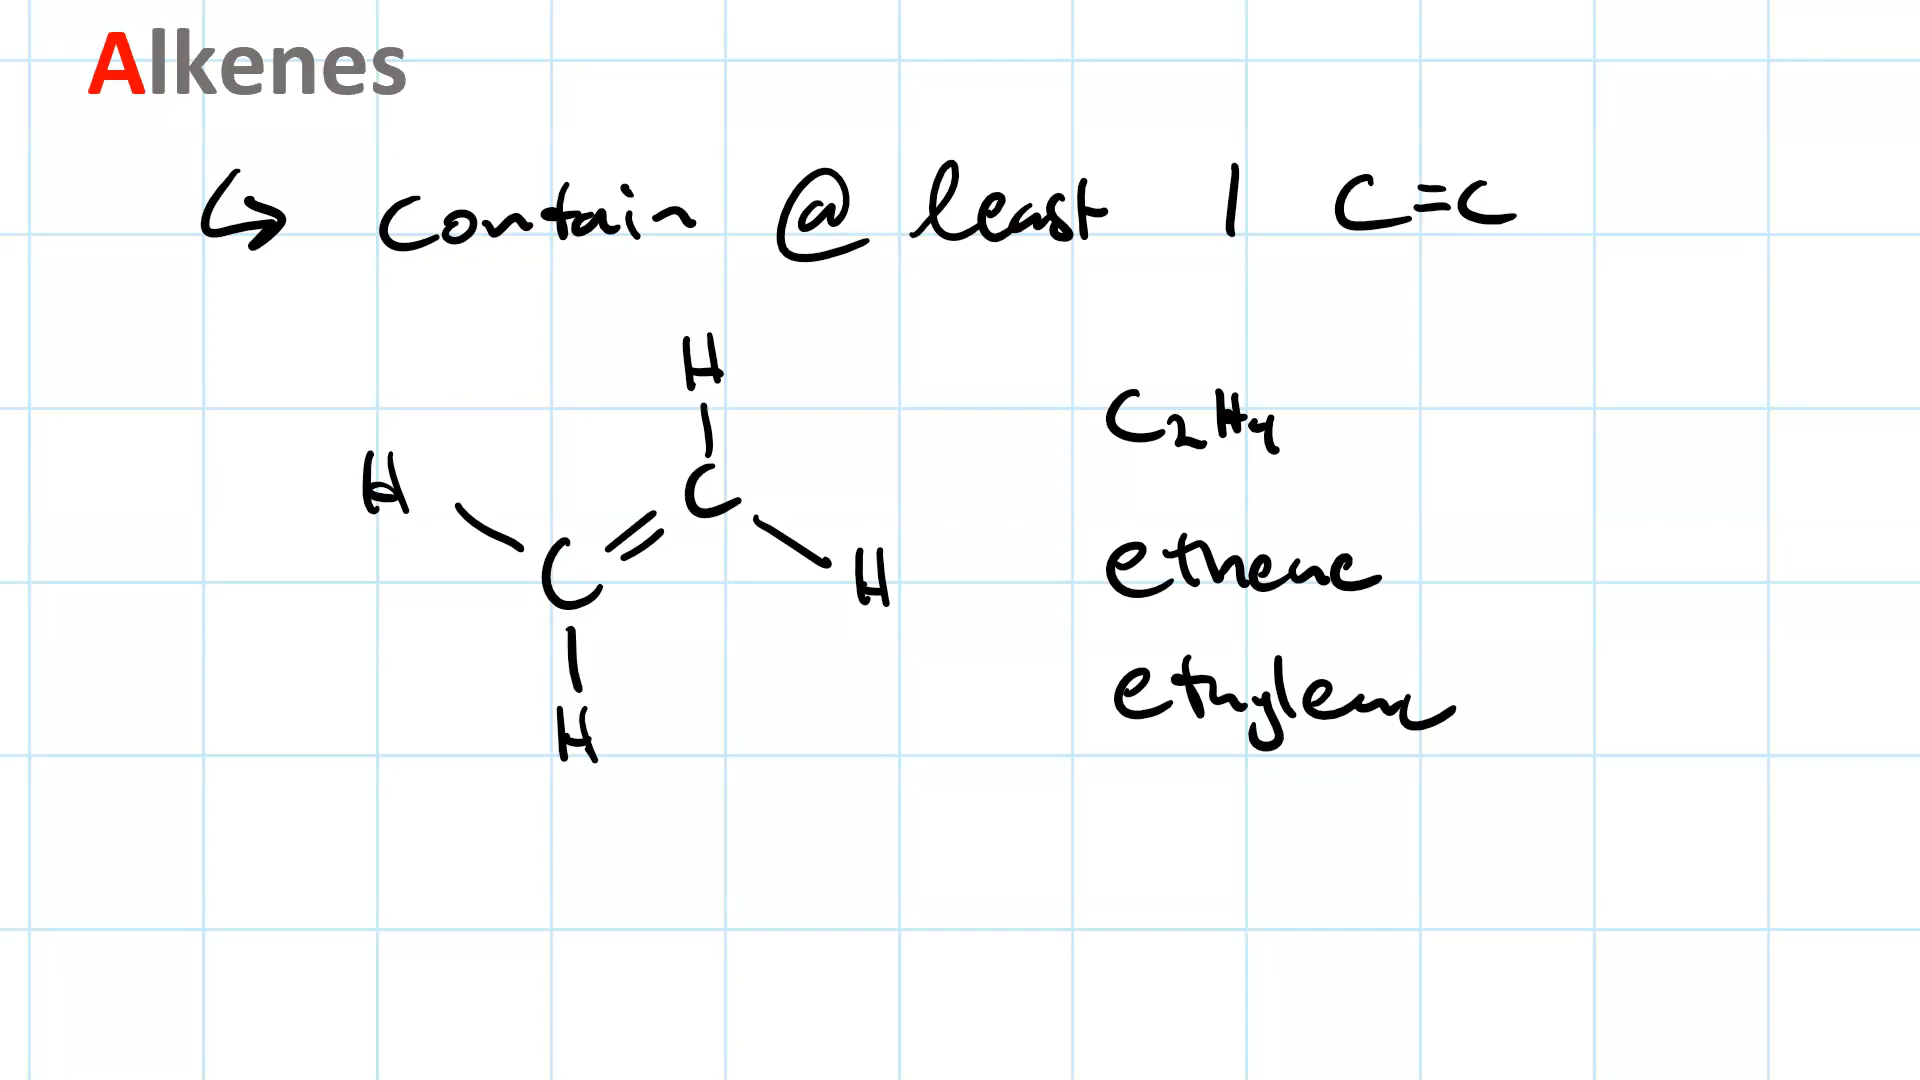 Alkenes
↪ contain @ least 1 C=C
H
H C = C H
H
C₂H₄
ethene
ethylene